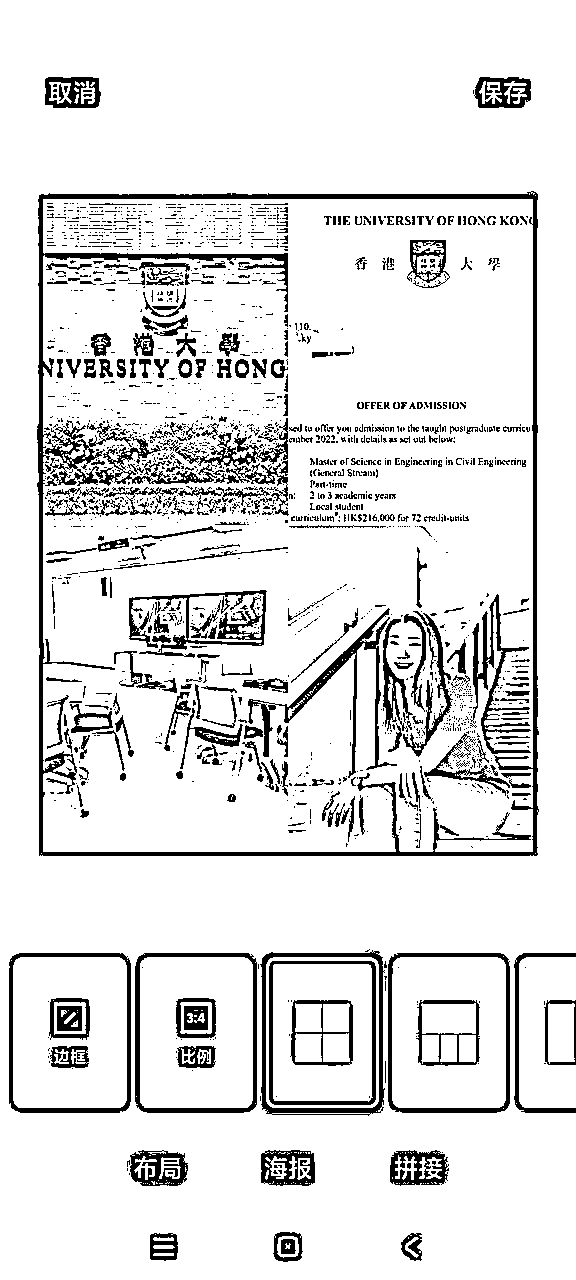 取消
保存
香港大學
NIVERSITY OF HONG
THE UNIVERSITY OF HONG KONG
香 港 大 學
110.
.ky
OFFER OF ADMISSION
sed to offer you admission to the taught postgraduate curricu
ember 2022, with details as set out below:
Master of Science in Engineering in Civil Engineering
(General Stream)
Part-time
n: 2 to 3 academic years
Local student
curriculum#: HK$216,000 for 72 credit-units
边框
3:4
比例
布局
海报
拼接